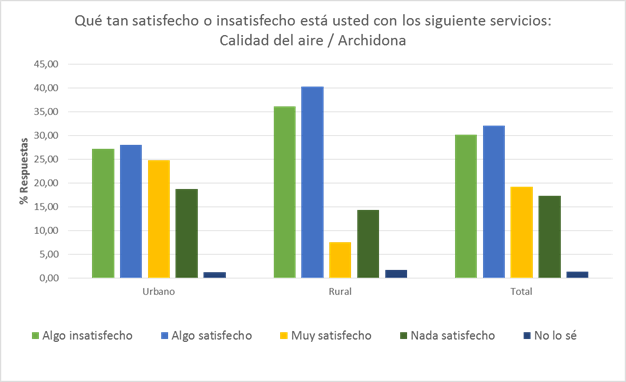 Qué tan satisfecho o insatisfecho está usted con los siguiente servicios:
Calidad del aire / Archidona
45,00
40,00
35,00
30,00
25,00
20,00
15,00
10,00
5,00
0,00
% Respuestas
Urbano Rural Total
Algo insatisfecho Algo satisfecho Muy satisfecho Nada satisfecho No lo sé